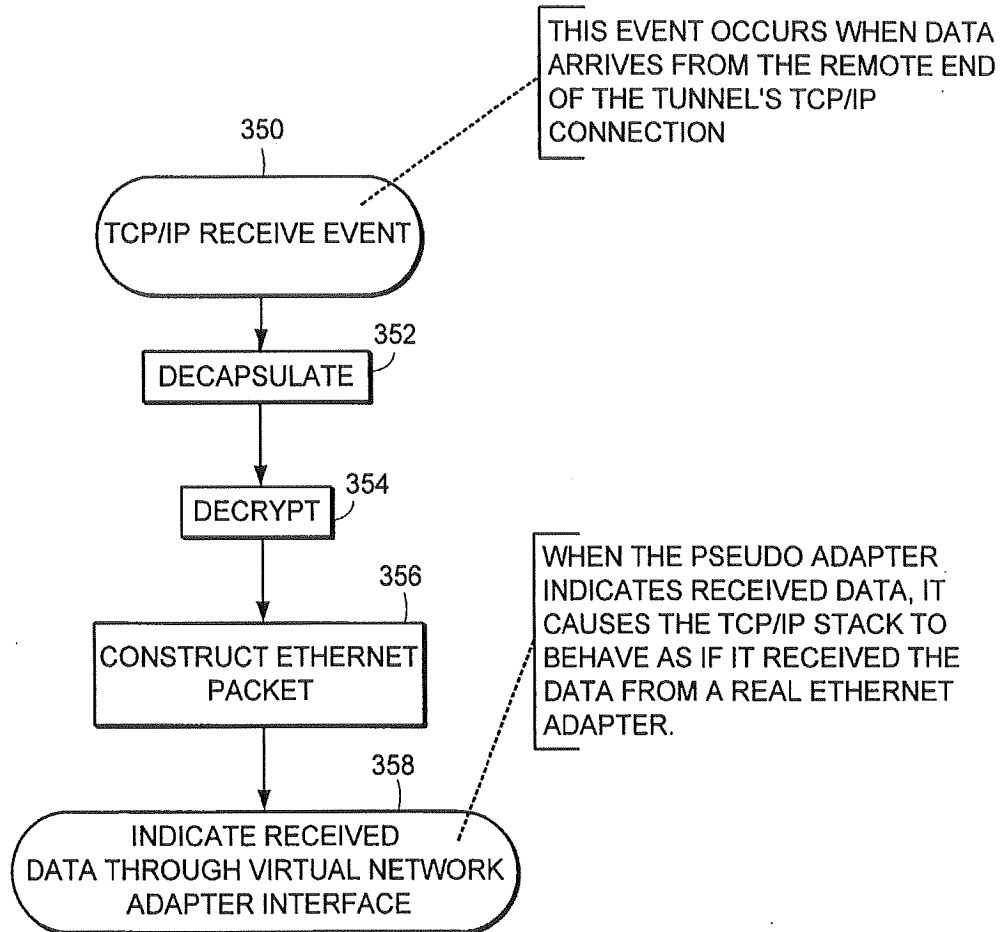 THIS EVENT OCCURS WHEN DATA
ARRIVES FROM THE REMOTE END
OF THE TUNNEL'S TCP/IP
CONNECTION
350
TCP/IP RECEIVE EVENT
352
DECAPSULATE
354
DECRYPT
356
CONSTRUCT ETHERNET
PACKET
WHEN THE PSEUDO ADAPTER
INDICATES RECEIVED DATA, IT
CAUSES THE TCP/IP STACK TO
BEHAVE AS IF IT RECEIVED THE
DATA FROM A REAL ETHERNET
ADAPTER.
358
INDICATE RECEIVED
DATA THROUGH VIRTUAL NETWORK
ADAPTER INTERFACE